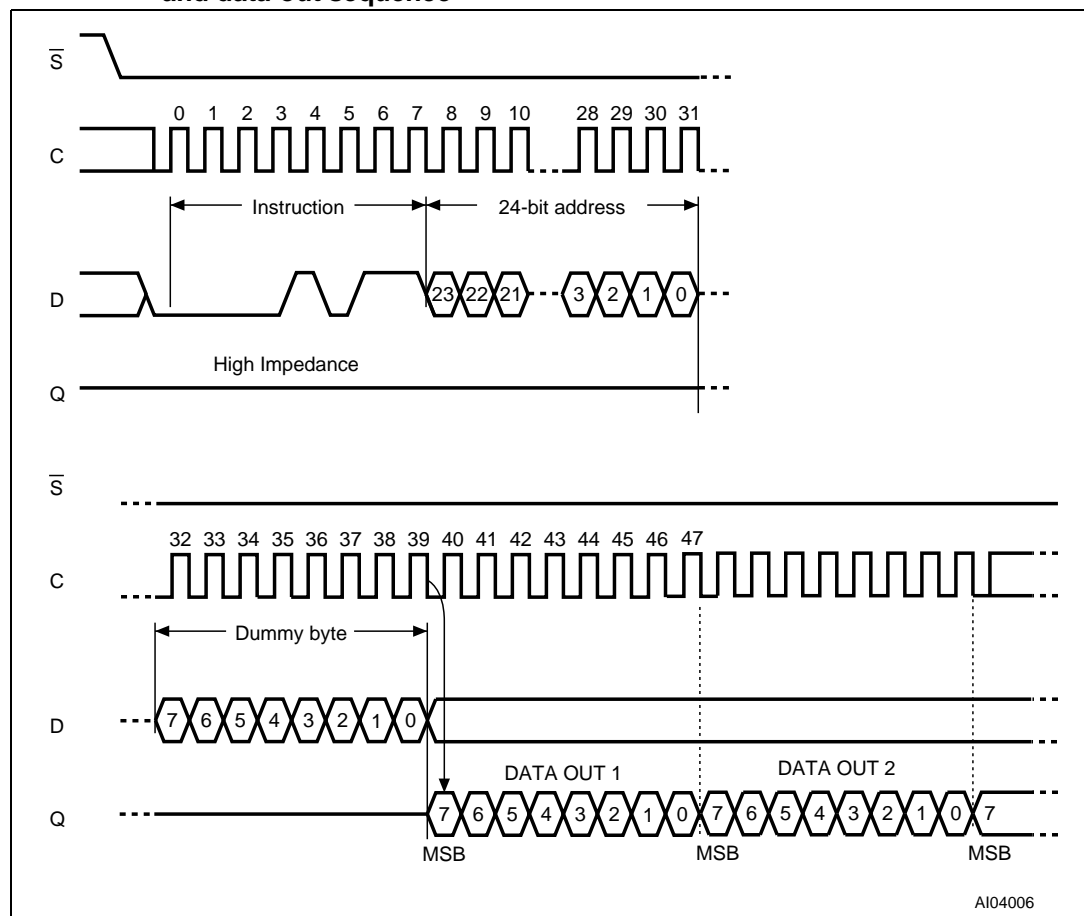 and data-out sequence
S
0 1 2 3 4 5 6 7 8 9 10 28 29 30 31
C
Instruction 24-bit address
D 23 22 21 3 2 1 0
High Impedance
Q
S
32 33 34 35 36 37 38 39 40 41 42 43 44 45 46 47
C
Dummy byte
D 7 6 5 4 3 2 1 0
DATA OUT 1 DATA OUT 2
Q 7 6 5 4 3 2 1 0 7 6 5 4 3 2 1 0 7
MSB MSB MSB
AI04006